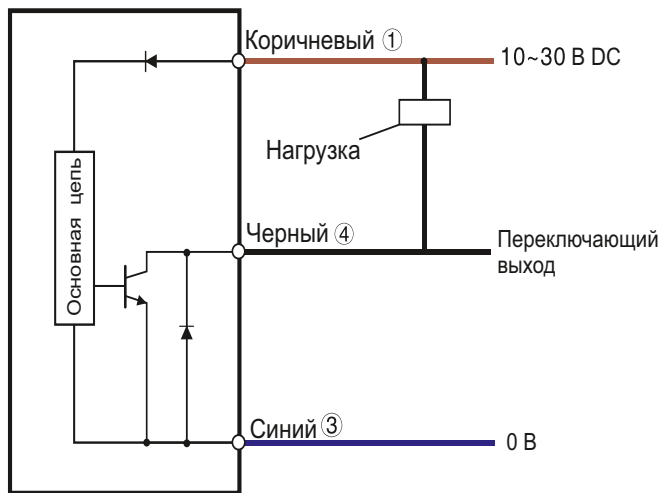 Коричневый ①
10~30 В DC
Нагрузка
Основная цепь
Черный ④
Переключающий
выход
Синий ③
0 В